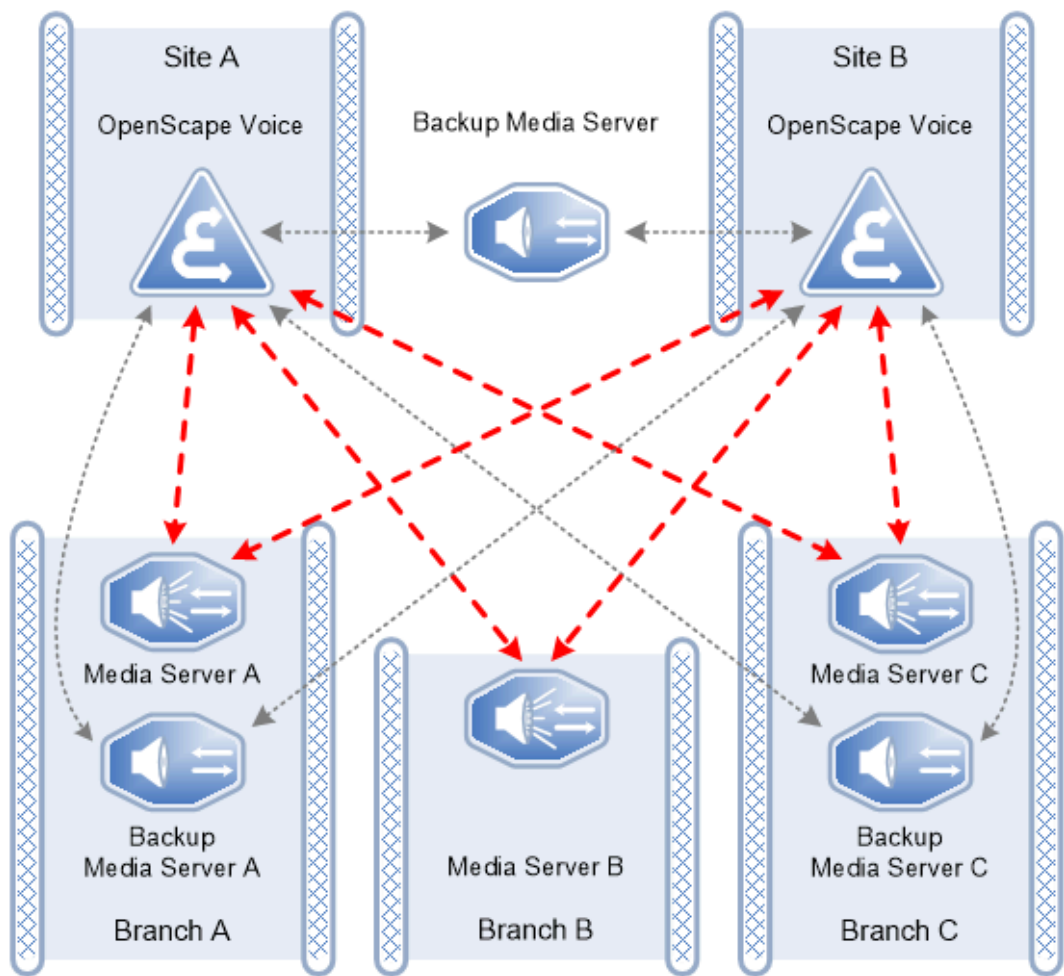 Site A
OpenScape Voice
Backup Media Server
Site B
OpenScape Voice
Media Server A
Backup
Media Server A
Branch A
Media Server B
Branch B
Media Server C
Backup
Media Server C
Branch C